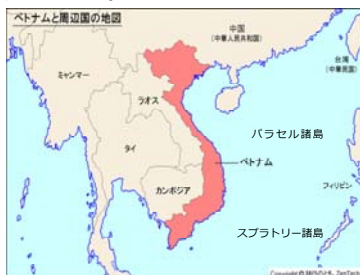 ベトナムと周辺国の地図
中国
(中華人民共和国)
台湾
(中華民国)
ミャンマー
ラオス
パラセル諸島
タイ
ベトナム
カンボジア
フィリピン
スプラトリー諸島
Copyright